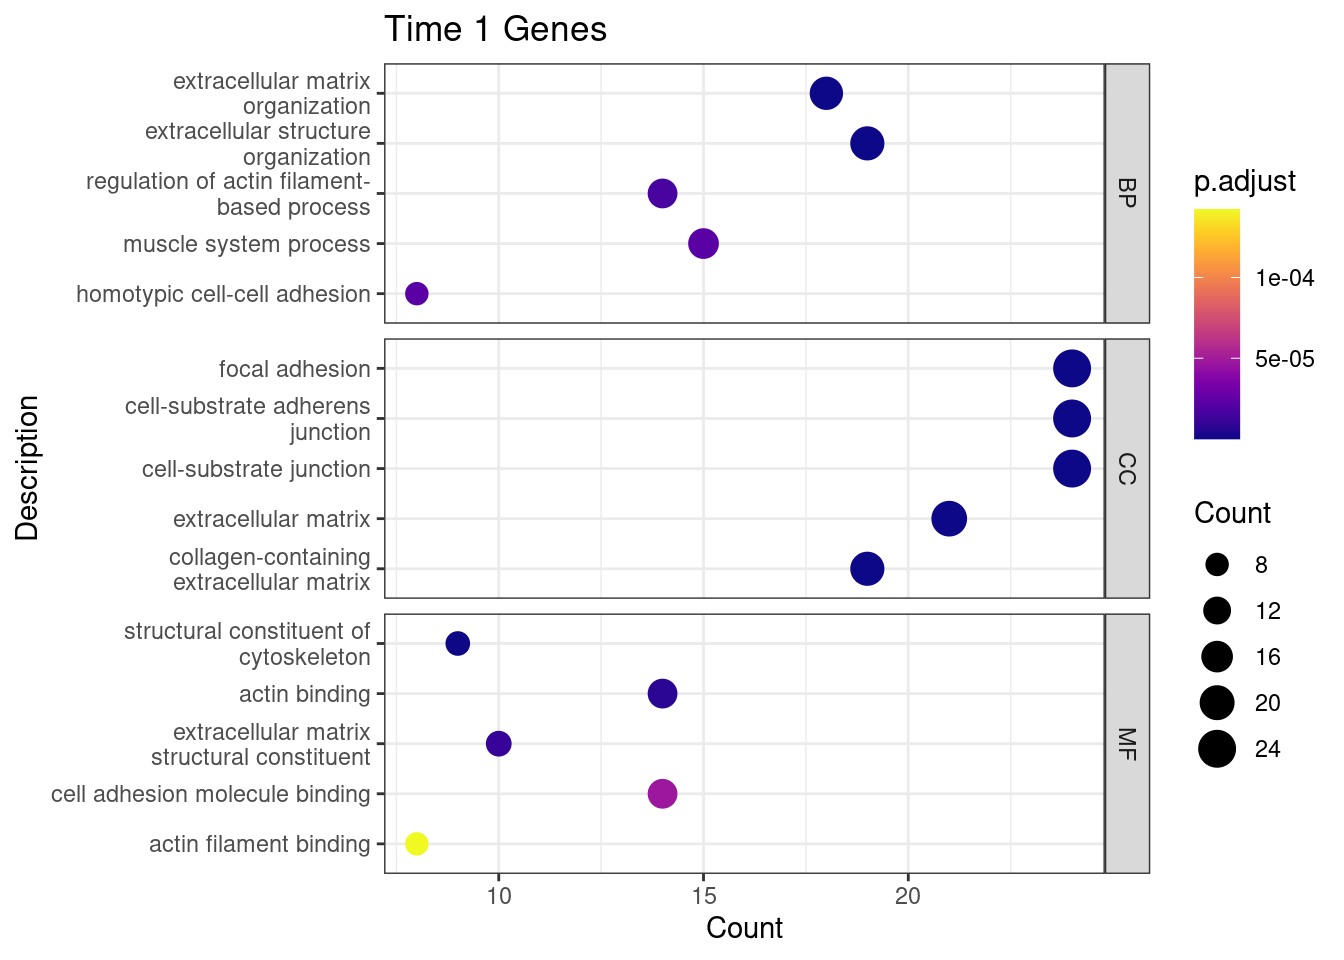 Time 1 Genes
extracellular matrix
organization
extracellular structure
organization
regulation of actin filament-
based process
muscle system process
homotypic cell-cell adhesion
BP
focal adhesion
cell-substrate adherens
junction
cell-substrate junction
extracellular matrix
collagen-containing
extracellular matrix
CC
structural constituent of
cytoskeleton
actin binding
extracellular matrix
structural constituent
cell adhesion molecule binding
actin filament binding
MF
10 15 20
Count
Description
p.adjust
1e-04
5e-05
Count
8
12
16
20
24